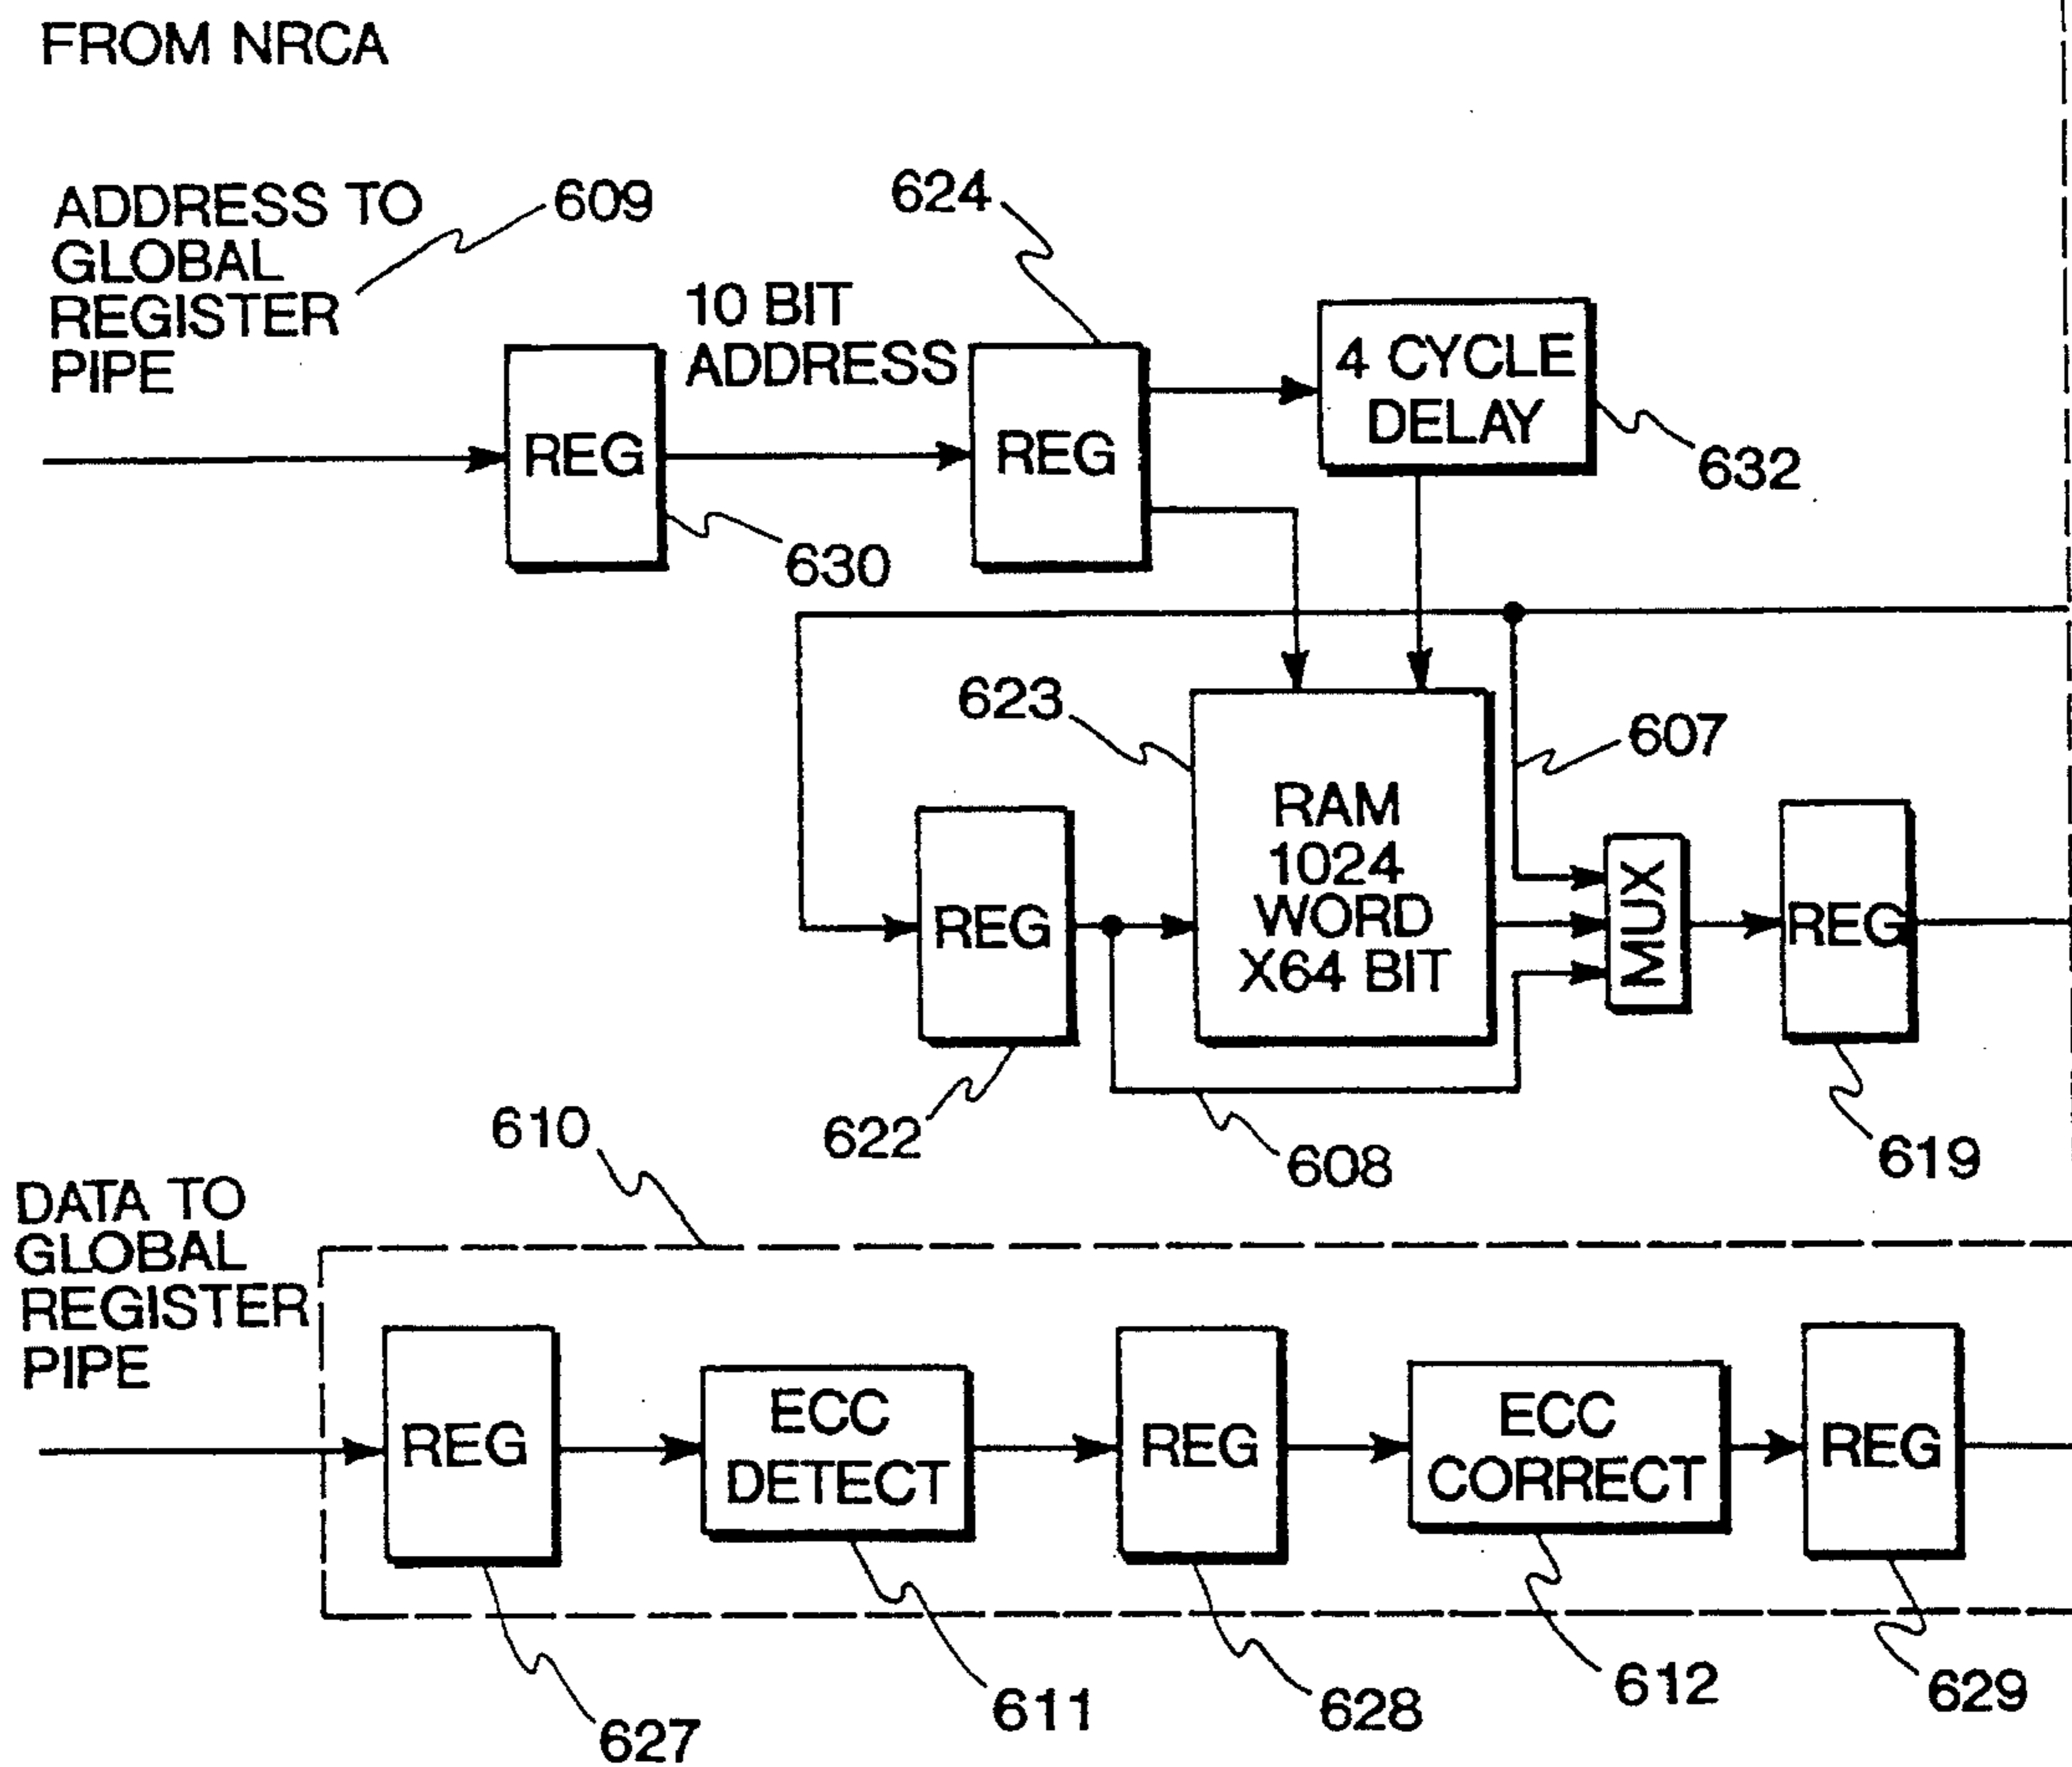 FROM NRCA
ADDRESS TO
GLOBAL
REGISTER
PIPE
609
624
10 BIT
ADDRESS
REG
REG
4 CYCLE
DELAY
632
630
623
607
REG
RAM
1024
WORD
X64 BIT
MUX
REG
622
608
619
610
DATA TO
GLOBAL
REGISTER
PIPE
REG
ECC
DETECT
REG
ECC
CORRECT
REG
627
611
628
612
629